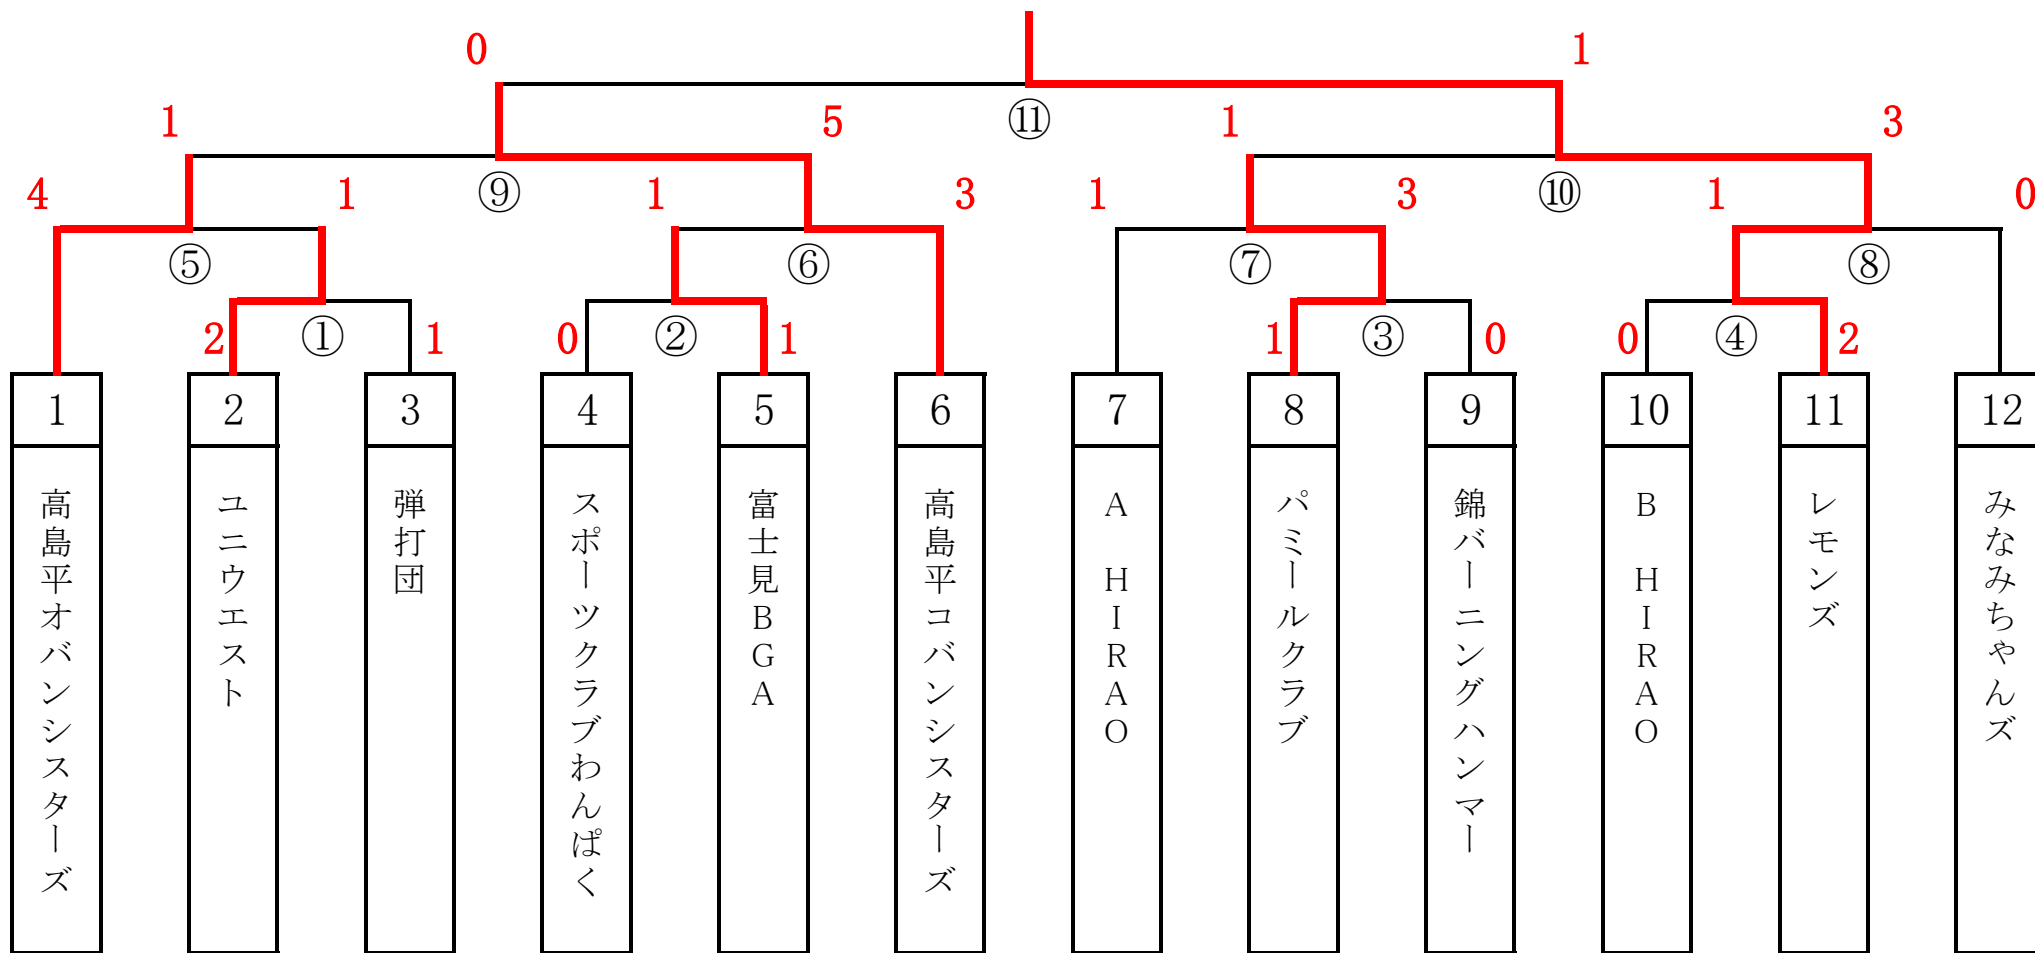 0 1
1 5 ⑪ 1 3
4 1 ⑨ 1 3 1 3 ⑩ 1 0
⑤ ⑥ ⑦ ⑧
2 ① 1 0 ② 1 1 ③ 0 0 ④ 2
1 2 3 4 5 6 7 8 9 10 11 12
高島平オバンシスターズ
ユニウエスト
弾打団
スポーツクラブわんぱく
富士見BGA
高島平コバンシスターズ
A HIRAO
パミールクラブ
錦バーニングハンマー
B HIRAO
レモンズ
みなみちゃんズ